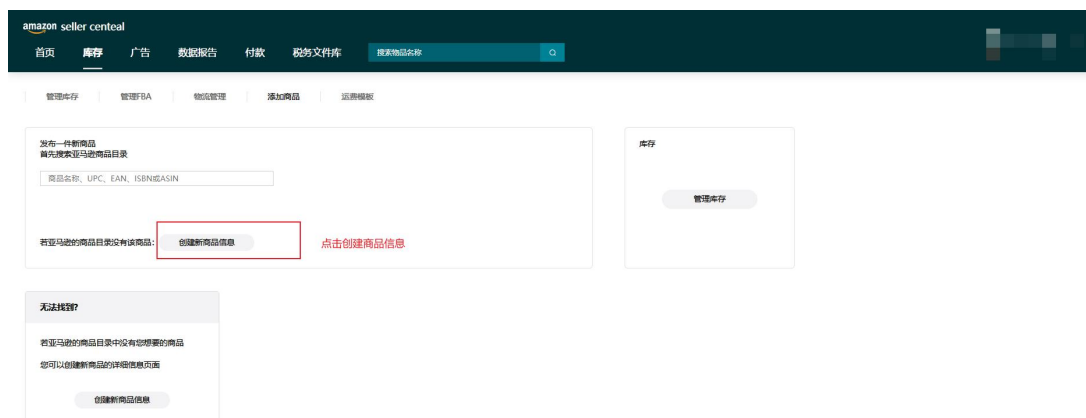 amazon seller centeal
首页 库存 广告 数据报告 付款 税务文件库 搜索物品名称
管理库存 管理FBA 物流管理 添加商品 运费模板
发布一件新商品
首先搜索亚马逊商品目录
商品名称、UPC、EAN、ISBN或ASIN
若亚马逊的商品目录没有该商品: 创建新商品信息 点击创建商品信息
库存
管理库存
无法找到?
若亚马逊的商品目录中没有您想要的商品
您可以创建新商品的详细信息页面
创建新商品信息